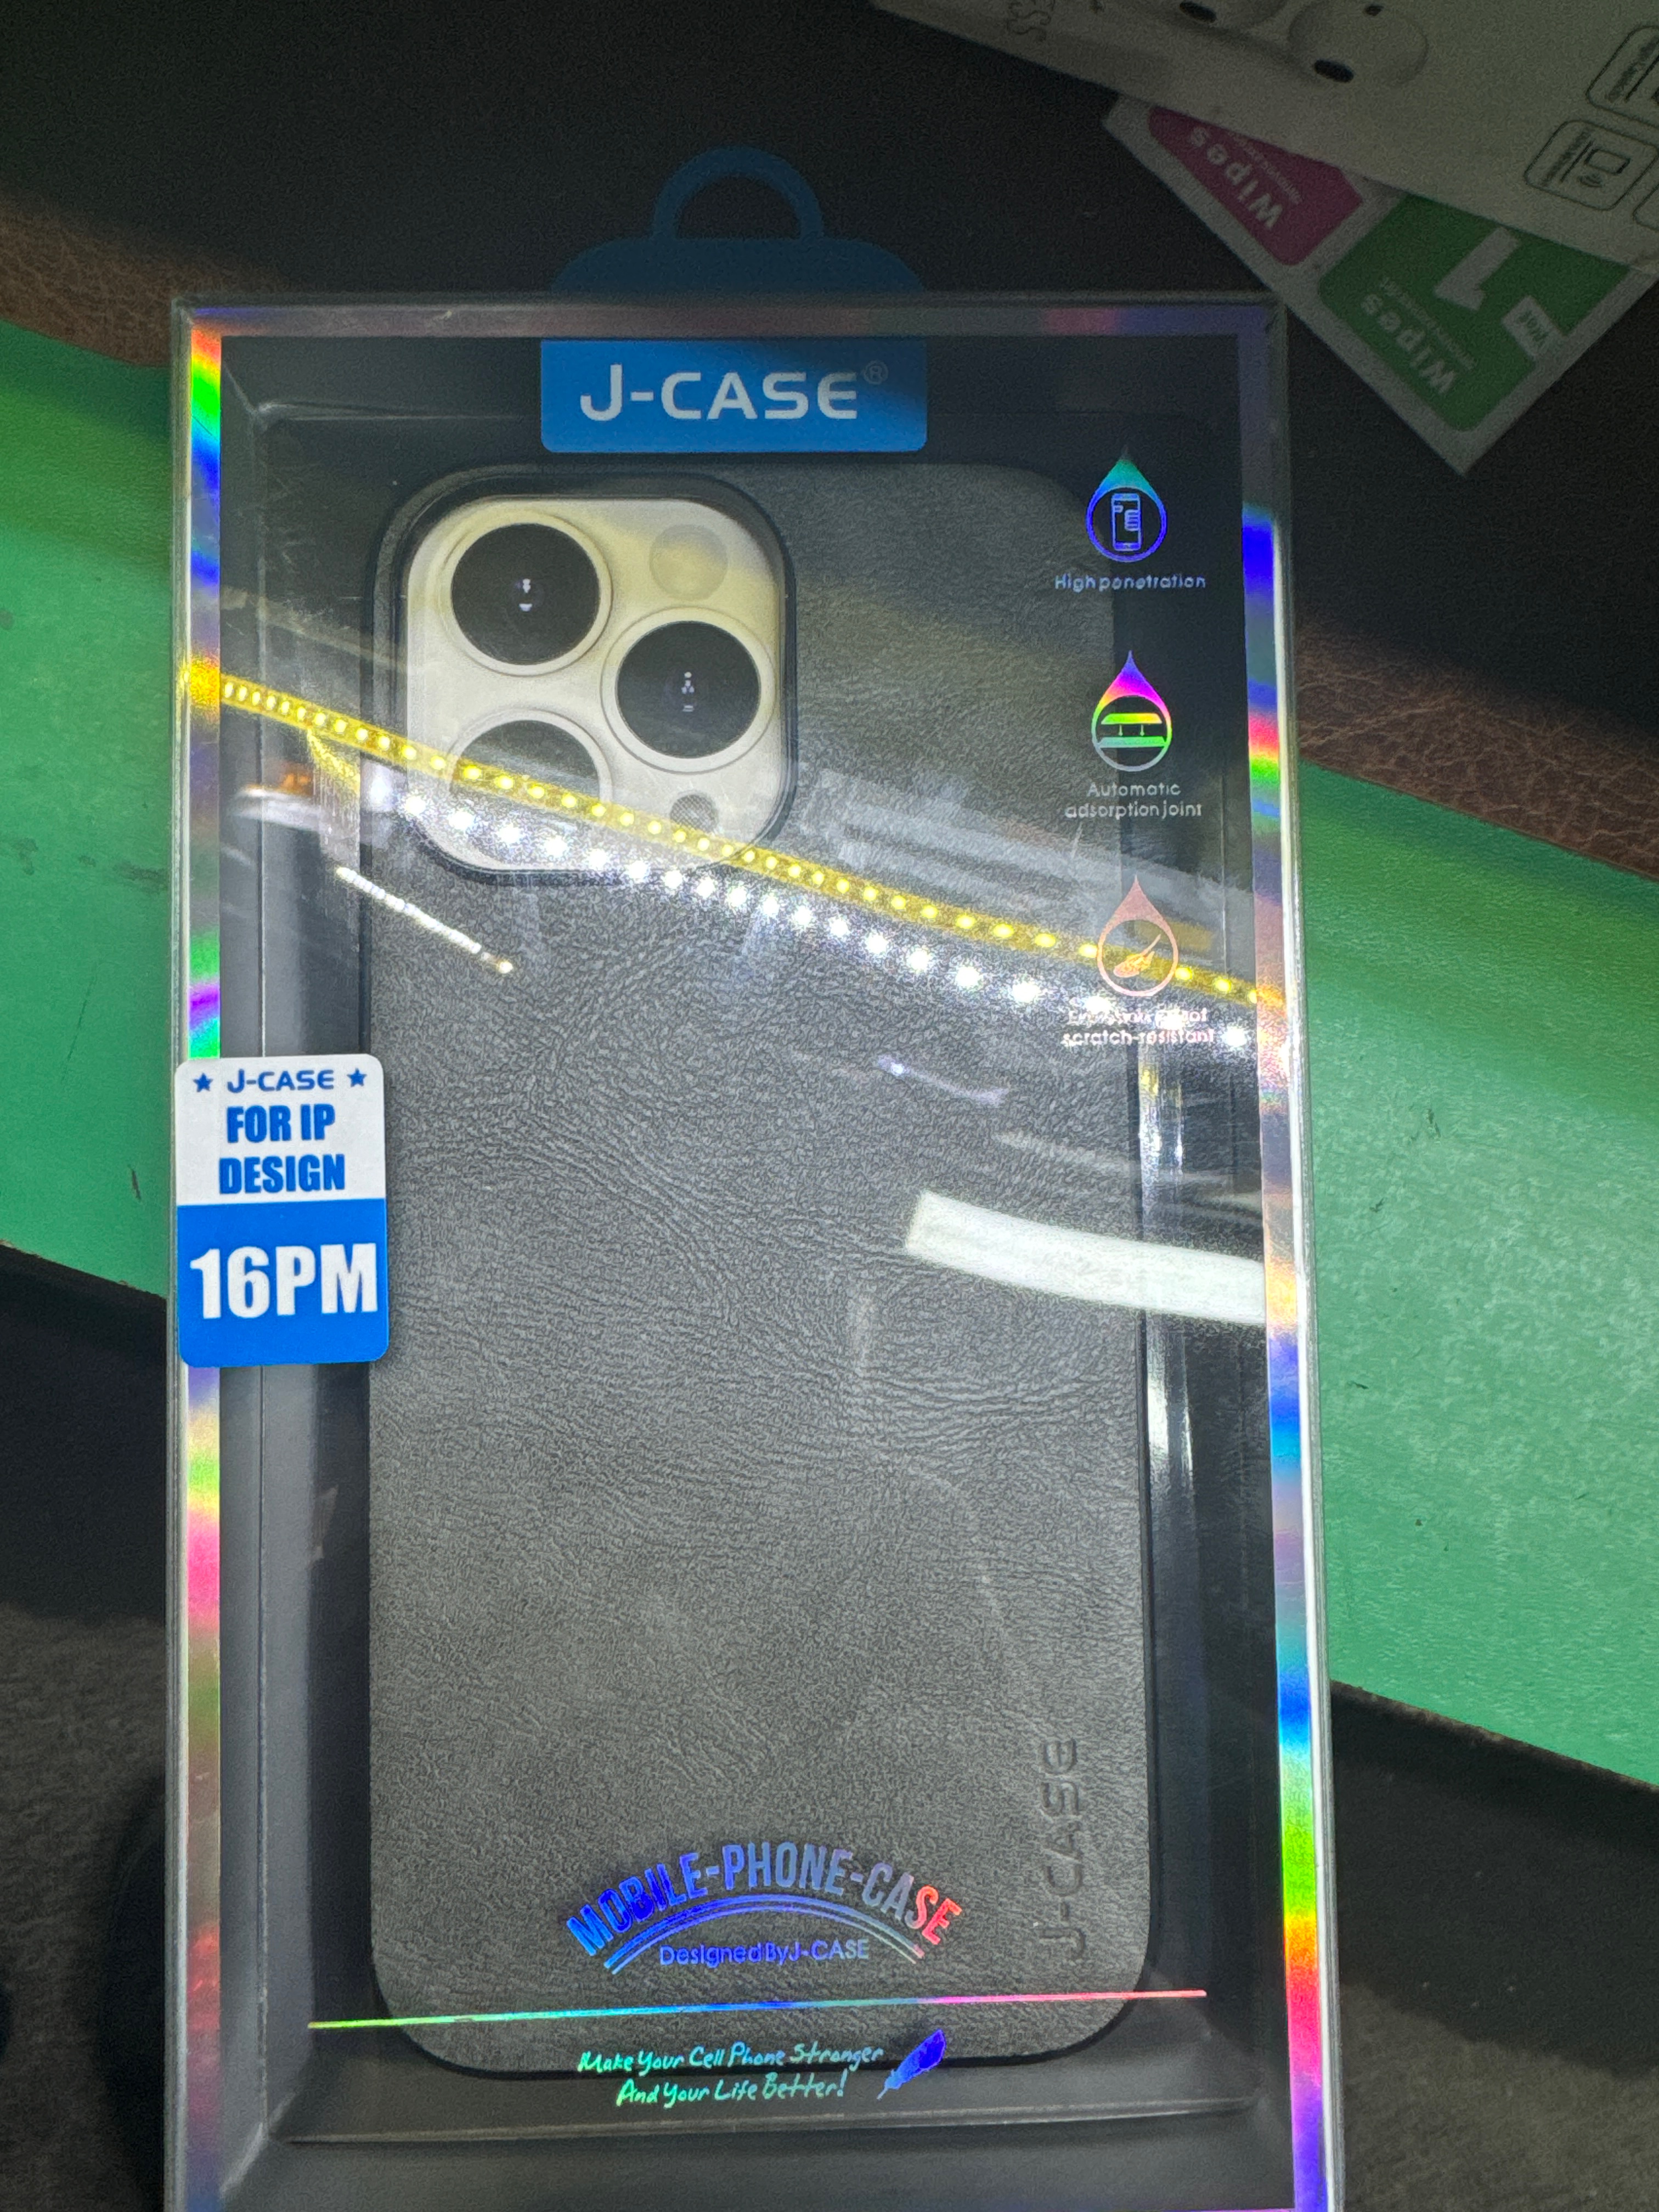 J-CASE®
High penetration
Automatic
adsorption joint
scratch-resistant
★ J-CASE ★
FOR IP
DESIGN
16PM
J-CASE
MOBILE-PHONE-CASE
Designed By J-CASE
Make Your Cell Phone Stronger
And Your Life Better!
Wipes
Wipes
1